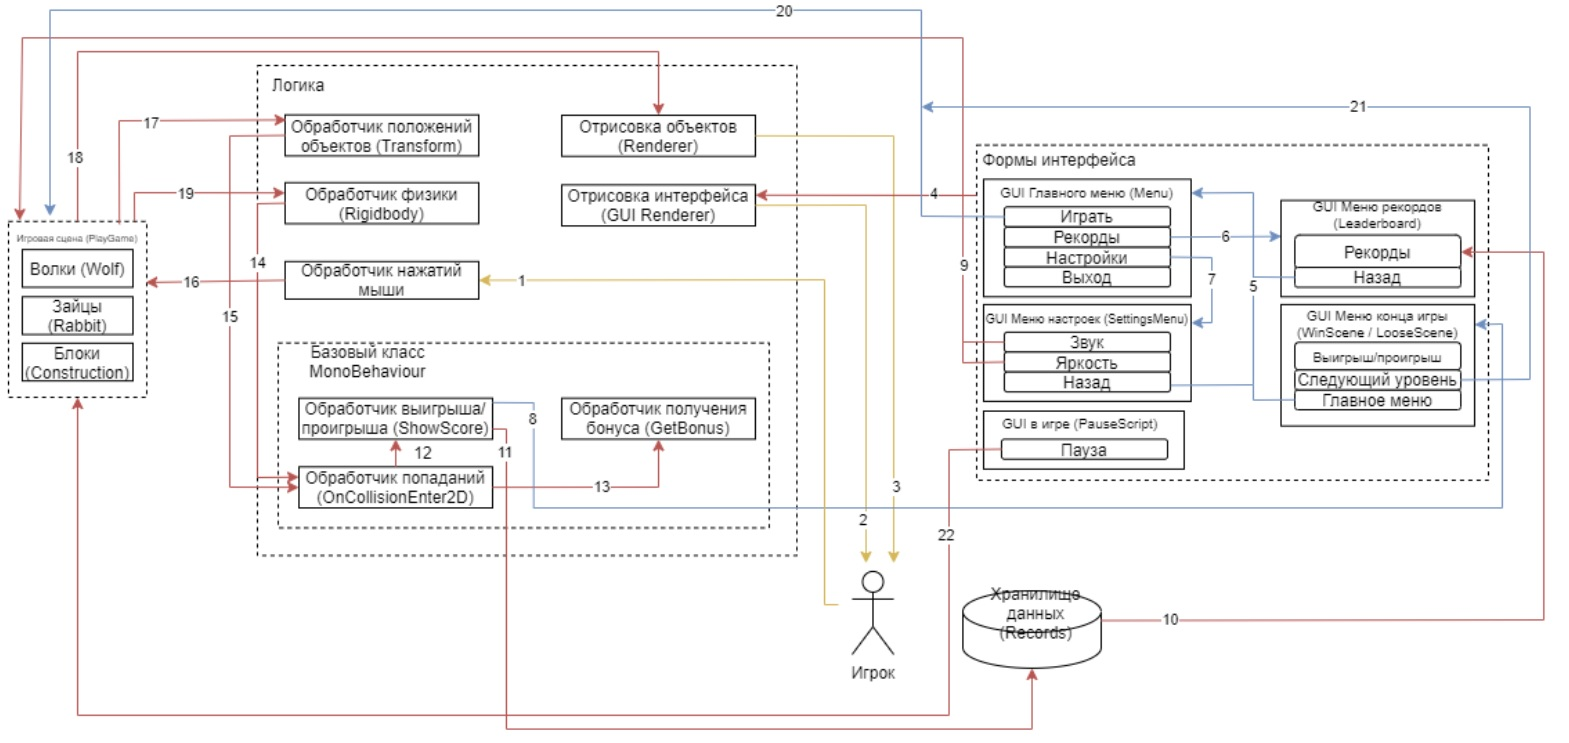 20
21
Логика
17
Обработчик положений
объектов (Transform)
Отрисовка объектов
(Renderer)
18
19
Обработчик физики
(Rigidbody)
Отрисовка интерфейса
(GUI Renderer)
4
Игровая сцена (PlayGame)
Волки (Wolf)
Зайцы
(Rabbit)
Блоки
(Construction)
14
16
15
Обработчик нажатий
мыши
1
9
Базовый класс
MonoBehaviour
Обработчик выигрыша/
проигрыша (ShowScore)
8
Обработчик получения
бонуса (GetBonus)
12
11
Обработчик попаданий
(OnCollisionEnter2D)
13
3
2
22
Формы интерфейса
GUI Главного меню (Menu)
Играть
Рекорды
Настройки
Выход
6
7
5
GUI Меню рекордов
(Leaderboard)
Рекорды
Назад
GUI Меню настроек (SettingsMenu)
Звук
Яркость
Назад
GUI Меню конца игры
(WinScene / LooseScene)
Выигрыш/проигрыш
Следующий уровень
Главное меню
GUI в игре (PauseScript)
Пауза
Игрок
Хранилище
данных
(Records)
10